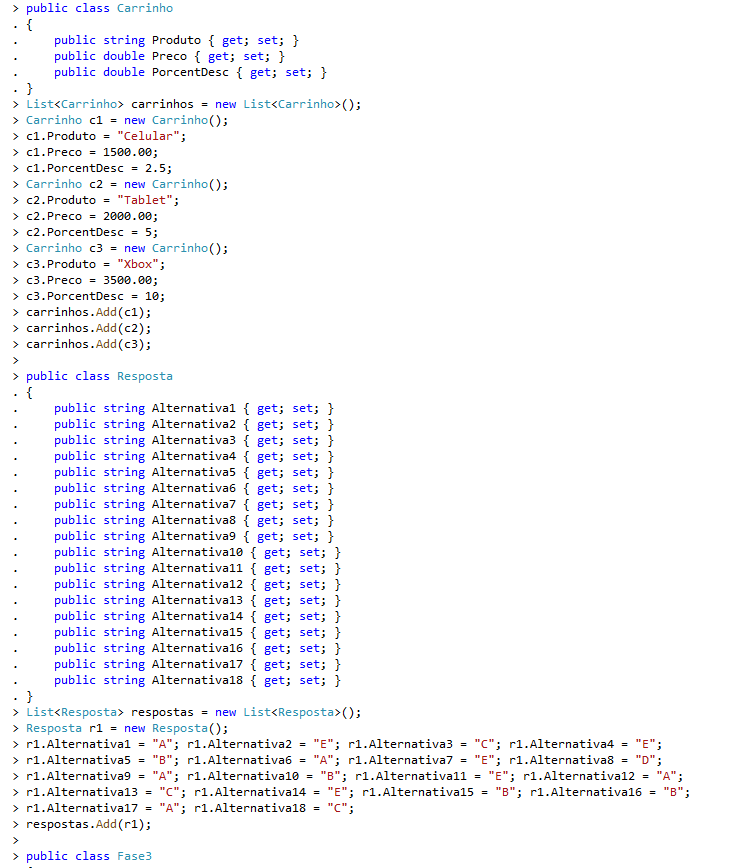 > public class Carrinho
. {
.     public string Produto { get; set; }
.     public double Preco { get; set; }
.     public double PorcentDesc { get; set; }
. }
> List<Carrinho> carrinhos = new List<Carrinho>();
> Carrinho c1 = new Carrinho();
> c1.Produto = "Celular";
> c1.Preco = 1500.00;
> c1.PorcentDesc = 2.5;
> Carrinho c2 = new Carrinho();
> c2.Produto = "Tablet";
> c2.Preco = 2000.00;
> c2.PorcentDesc = 5;
> Carrinho c3 = new Carrinho();
> c3.Produto = "Xbox";
> c3.Preco = 3500.00;
> c3.PorcentDesc = 10;
> carrinhos.Add(c1);
> carrinhos.Add(c2);
> carrinhos.Add(c3);
>
> public class Resposta
. {
.     public string Alternativa1 { get; set; }
.     public string Alternativa2 { get; set; }
.     public string Alternativa3 { get; set; }
.     public string Alternativa4 { get; set; }
.     public string Alternativa5 { get; set; }
.     public string Alternativa6 { get; set; }
.     public string Alternativa7 { get; set; }
.     public string Alternativa8 { get; set; }
.     public string Alternativa9 { get; set; }
.     public string Alternativa10 { get; set; }
.     public string Alternativa11 { get; set; }
.     public string Alternativa12 { get; set; }
.     public string Alternativa13 { get; set; }
.     public string Alternativa14 { get; set; }
.     public string Alternativa15 { get; set; }
.     public string Alternativa16 { get; set; }
.     public string Alternativa17 { get; set; }
.     public string Alternativa18 { get; set; }
. }
> List<Resposta> respostas = new List<Resposta>();
> Resposta r1 = new Resposta();
> r1.Alternativa1 = "A"; r1.Alternativa2 = "E"; r1.Alternativa3 = "C"; r1.Alternativa4 = "E";
> r1.Alternativa5 = "B"; r1.Alternativa6 = "A"; r1.Alternativa7 = "E"; r1.Alternativa8 = "D";
> r1.Alternativa9 = "A"; r1.Alternativa10 = "B"; r1.Alternativa11 = "E"; r1.Alternativa12 = "A";
> r1.Alternativa13 = "C"; r1.Alternativa14 = "E"; r1.Alternativa15 = "B"; r1.Alternativa16 = "B";
> r1.Alternativa17 = "A"; r1.Alternativa18 = "C";
> respostas.Add(r1);
>
> public class Fase3